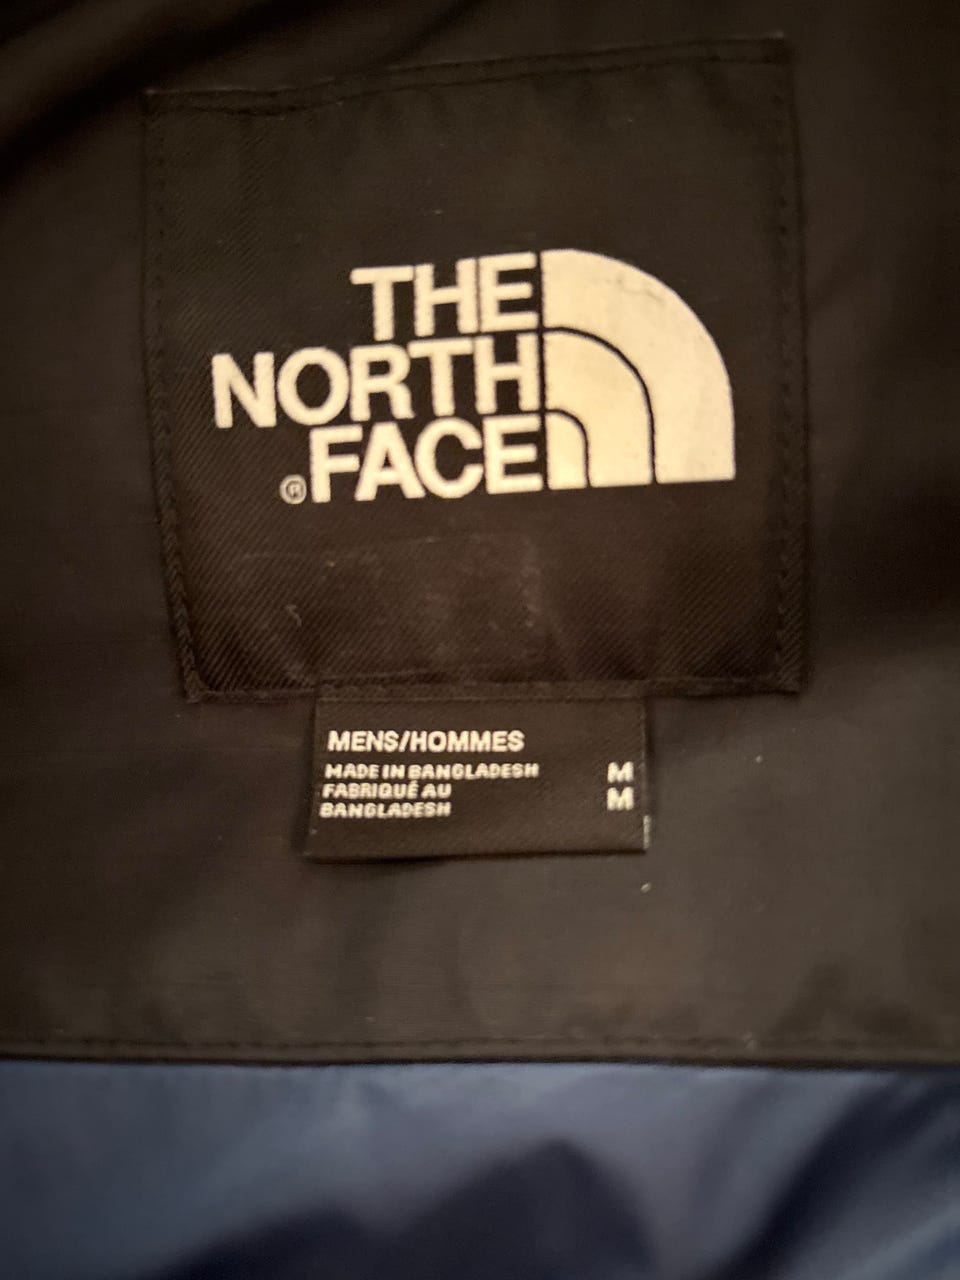 THE
NORTH
FACE
®
MENS/HOMMES
MADE IN BANGLADESH M
FABRIQUÉ AU M
BANGLADESH